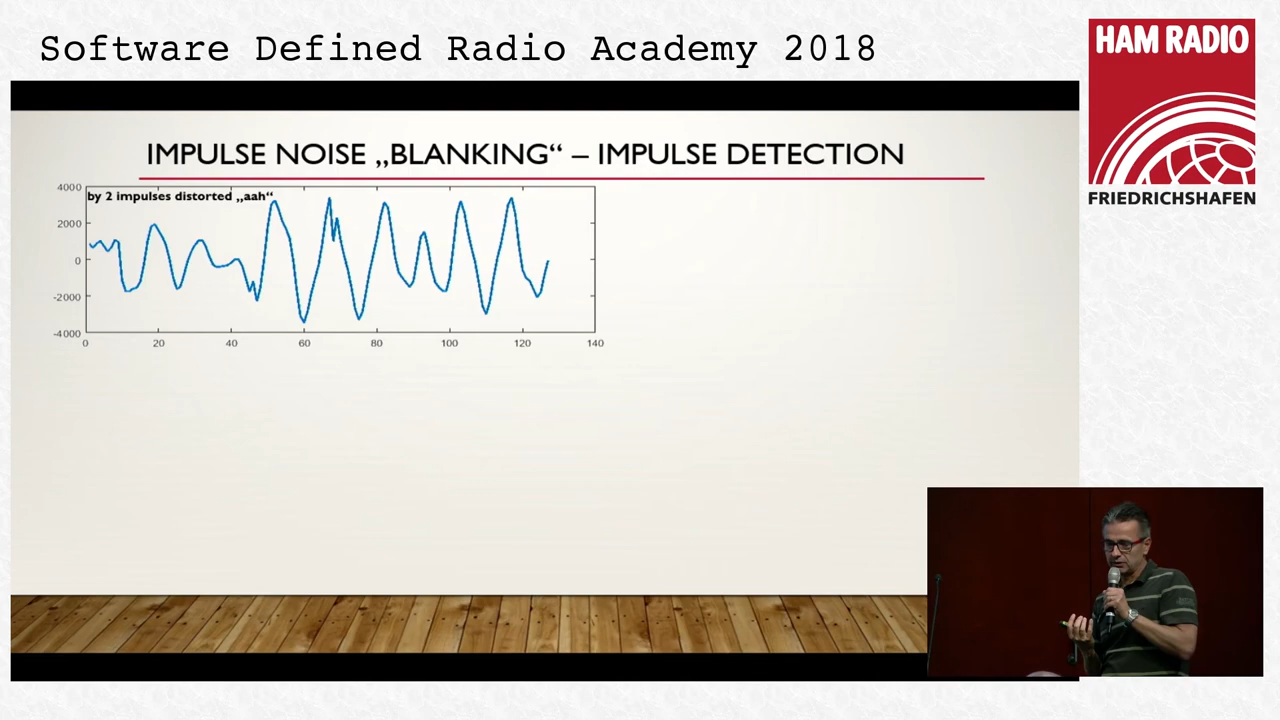 Software Defined Radio Academy 2018
HAM RADIO
FRIEDRICHSHAFEN
IMPULSE NOISE „BLANKING“ – IMPULSE DETECTION
by 2 impulses distorted „aah“
4000
2000
0
-2000
-4000
0 20 40 60 80 100 120 140